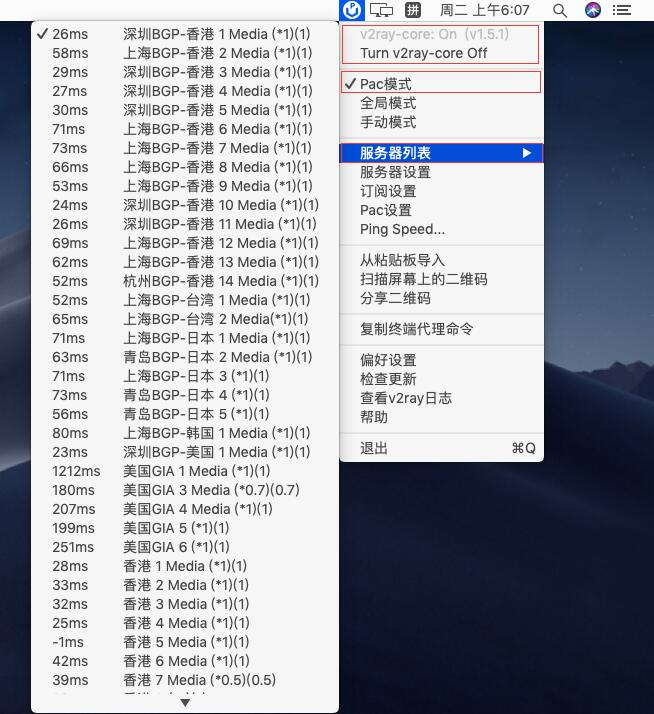 周二 上午6:07
26ms 深圳BGP-香港 1 Media (*1)(1)
58ms 上海BGP-香港 2 Media (*1)(1)
29ms 深圳BGP-香港 3 Media (*1)(1)
27ms 深圳BGP-香港 4 Media (*1)(1)
30ms 深圳BGP-香港 5 Media (*1)(1)
71ms 上海BGP-香港 6 Media (*1)(1)
73ms 上海BGP-香港 7 Media (*1)(1)
66ms 上海BGP-香港 8 Media (*1)(1)
53ms 上海BGP-香港 9 Media (*1)(1)
24ms 深圳BGP-香港 10 Media (*1)(1)
26ms 深圳BGP-香港 11 Media (*1)(1)
69ms 上海BGP-香港 12 Media (*1)(1)
62ms 上海BGP-香港 13 Media (*1)(1)
52ms 杭州BGP-香港 14 Media (*1)(1)
52ms 上海BGP-台湾 1 Media (*1)(1)
65ms 上海BGP-台湾 2 Media(*1)(1)
71ms 上海BGP-日本 1 Media (*1)(1)
63ms 青岛BGP-日本 2 Media (*1)(1)
71ms 上海BGP-日本 3 (*1)(1)
73ms 青岛BGP-日本 4 (*1)(1)
56ms 青岛BGP-日本 5 (*1)(1)
80ms 上海BGP-韩国 1 Media (*1)(1)
23ms 深圳BGP-美国 1 Media (*1)(1)
1212ms 美国GIA 1 Media (*1)(1)
180ms 美国GIA 3 Media (*0.7)(0.7)
207ms 美国GIA 4 Media (*1)(1)
199ms 美国GIA 5 (*1)(1)
251ms 美国GIA 6 (*1)(1)
28ms 香港 1 Media (*1)(1)
33ms 香港 2 Media (*1)(1)
32ms 香港 3 Media (*1)(1)
25ms 香港 4 Media (*1)(1)
-1ms 香港 5 Media (*1)(1)
42ms 香港 6 Media (*1)(1)
39ms 香港 7 Media (*0.5)(0.5)
v2ray-core: On (v1.5.1)
Turn v2ray-core Off
Pac模式
全局模式
手动模式
服务器列表
服务器设置
订阅设置
Pac设置
Ping Speed...
从粘贴板导入
扫描屏幕上的二维码
分享二维码
复制终端代理命令
偏好设置
检查更新
查看v2ray日志
帮助
退出 ⌘Q